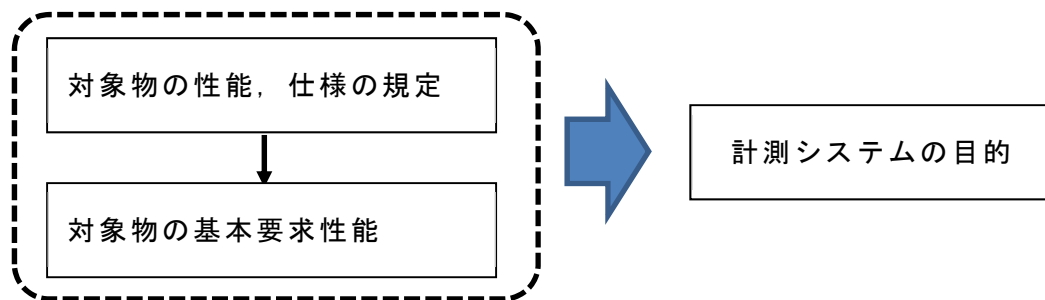 対象物の性能，仕様の規定
対象物の基本要求性能
計測システムの目的